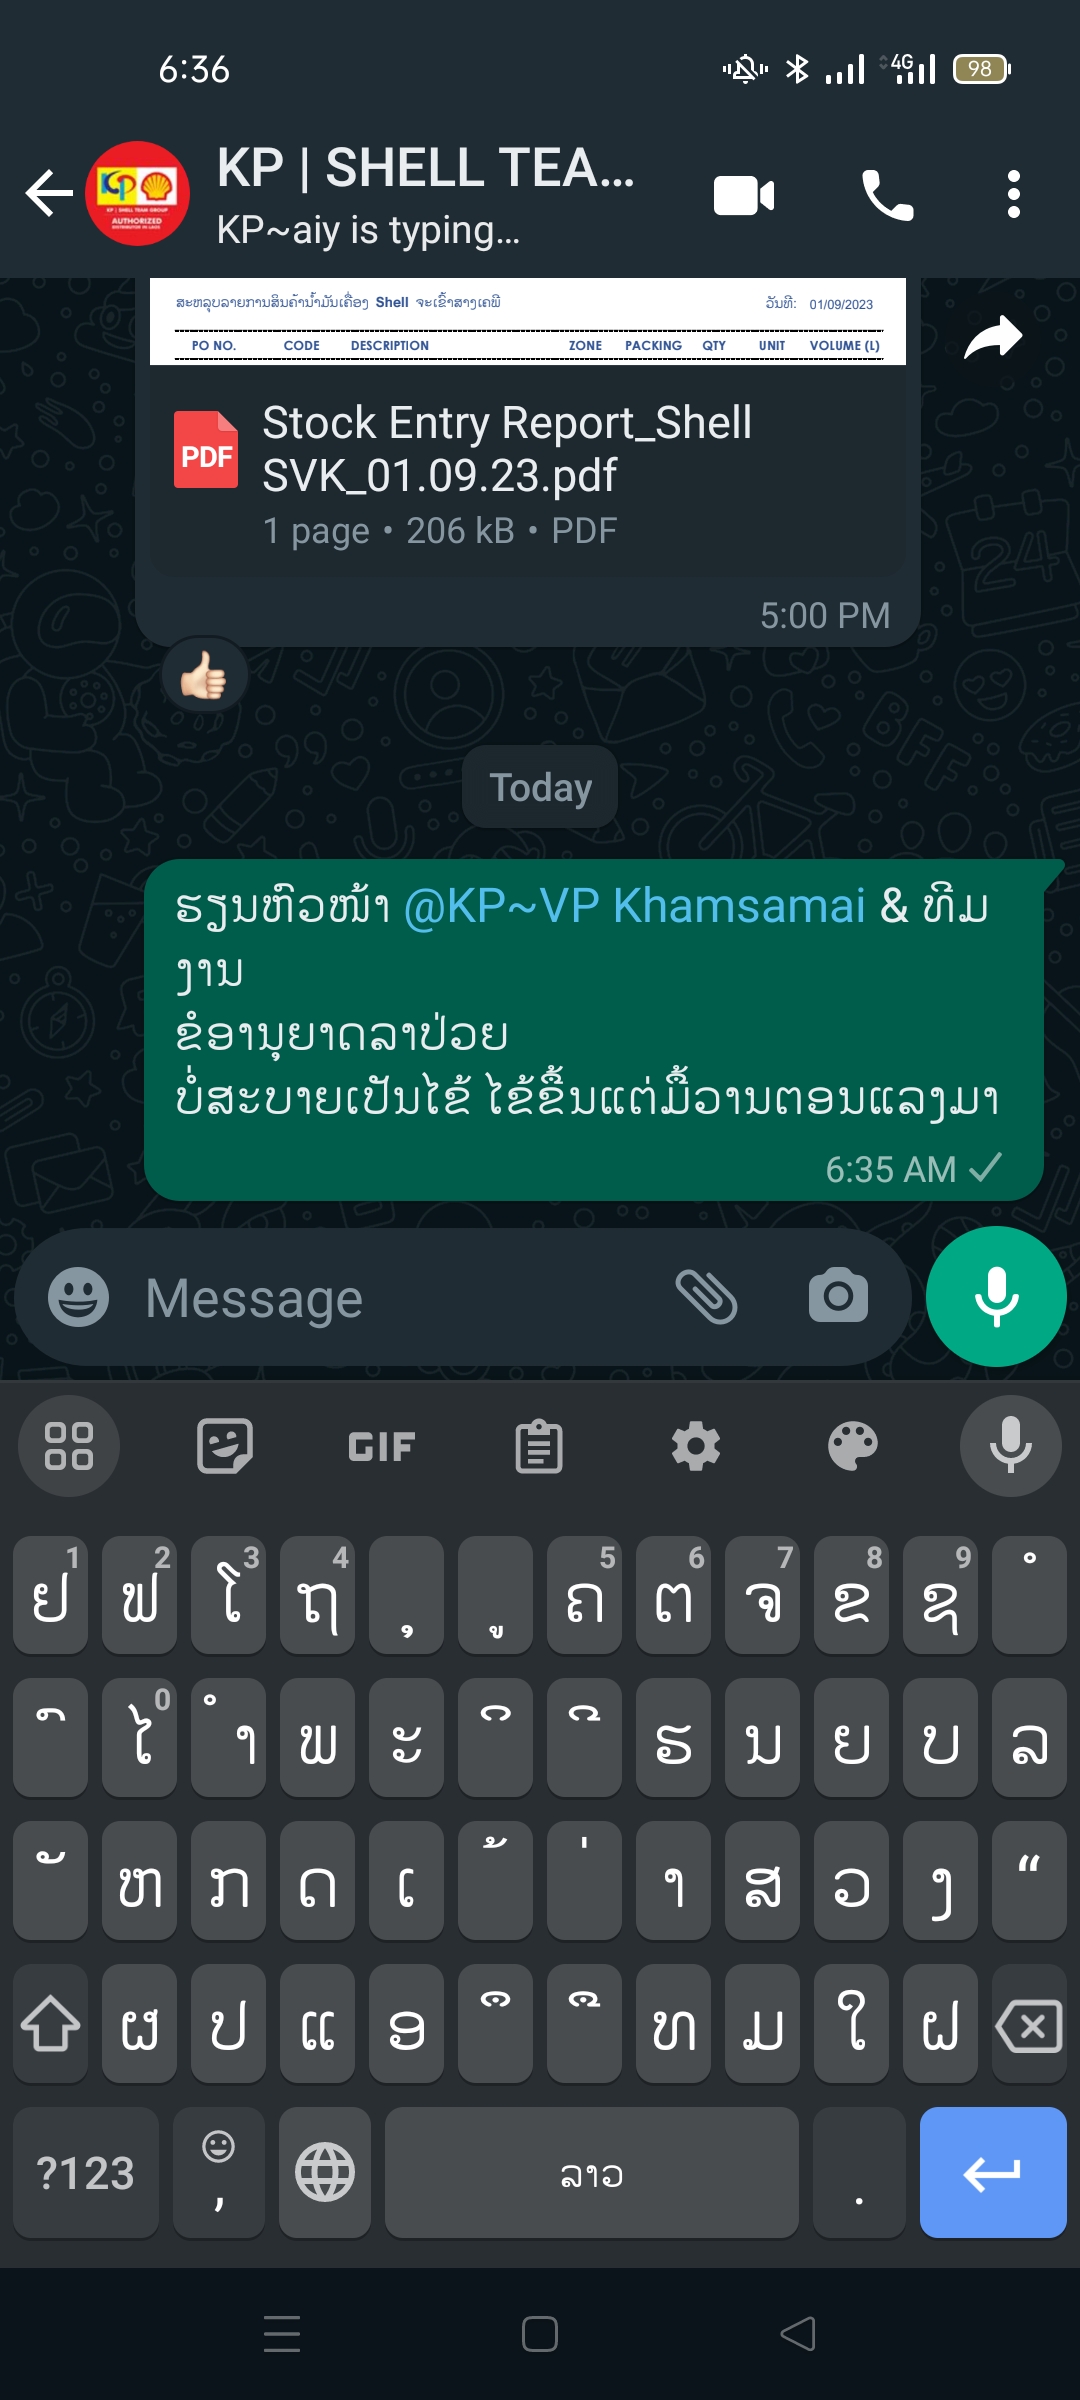 6:36
4G
98
KP | SHELL TEA...
KP~aiy is typing...
KP | SHELL TEAM GROUP
AUTHORIZED
DISTRIBUTOR IN LAOS
ສະຫລຸບລາຍການສິນຄ້ານ້ຳມັນເຄື່ອງ Shell ຈະເຂົ້າສາງເຄພີ ວັນທີ: 01/09/2023
PO NO. CODE DESCRIPTION ZONE PACKING QTY UNIT VOLUME (L)
PDF
Stock Entry Report_Shell
SVK_01.09.23.pdf
1 page • 206 kB • PDF
5:00 PM
Today
ຮຽນຫົວໜ້າ @KP~VP Khamsamai & ທີມ
ງານ
ຂໍອານຸຍາດລາປ່ວຍ
ບໍ່ສະບາຍເປັນໄຂ້ ໄຂ້ຂຶ້ນແຕ່ມື້ວານຕອນແລງມາ
6:35 AM
Message
GIF
1 2 3 4 5 6 7 8 9
ຢ ຟ ໂ ຖ ຸ ູ ຄ ຕ ຈ ຂ ຊ ໍ
0
ົ ໄ ຳ ພ ະ ິ ີ ຮ ນ ຍ ບ ລ
ັ ຫ ກ ດ ເ ້ ່ າ ສ ວ ງ “
ຜ ປ ແ ອ ຶ ື ທ ມ ໃ ຝ
?123 , ລາວ .